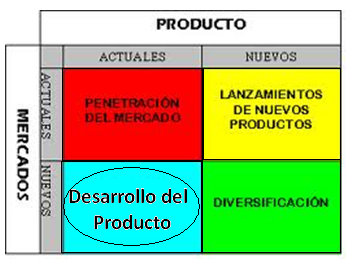 PRODUCTO
ACTUALES NUEVOS
MERCADOS
ACTUALES
PENETRACIÓN
DEL MERCADO
LANZAMIENTOS
DE NUEVOS
PRODUCTOS
NUEVOS
Desarrollo del
Producto
DIVERSIFICACIÓN